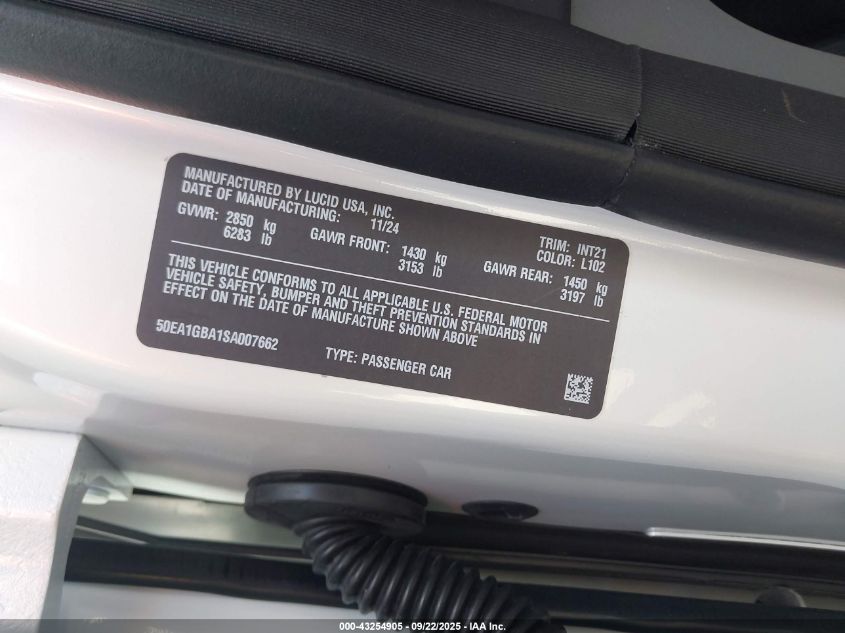 MANUFACTURED BY LUCID USA, INC.
DATE OF MANUFACTURING: 11/24
TRIM: INT21
COLOR: L102
GVWR: 2850 kg GAWR FRONT: 1430 kg GAWR REAR: 1450 kg
6283 lb 3153 lb 3197 lb
THIS VEHICLE CONFORMS TO ALL APPLICABLE U.S. FEDERAL MOTOR
VEHICLE SAFETY, BUMPER AND THEFT PREVENTION STANDARDS IN
EFFECT ON THE DATE OF MANUFACTURE SHOWN ABOVE
50EA1GBA1SA007662
TYPE: PASSENGER CAR
000-43254905 - 09/22/2025 - IAA Inc.